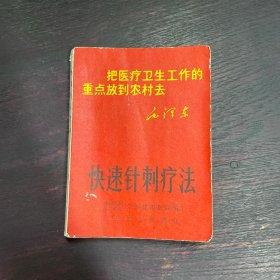 把医疗卫生工作的
重点放到农村去
毛泽东
快速针刺疗法